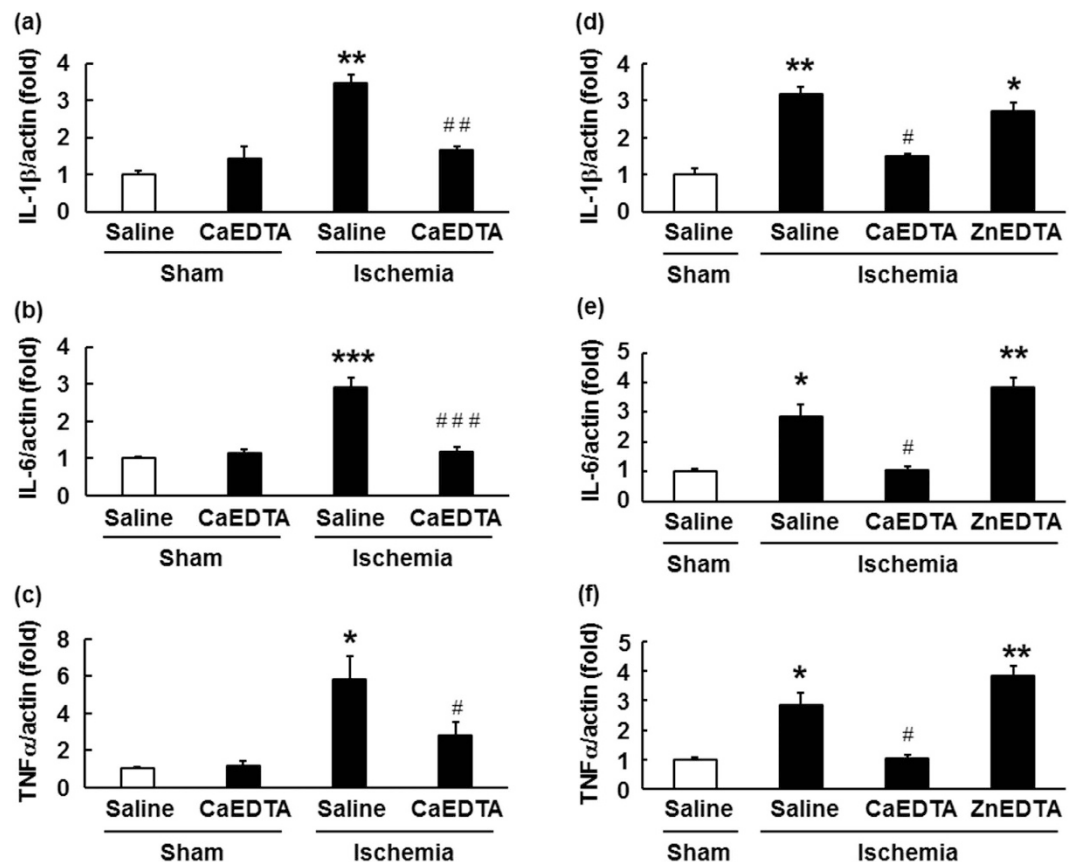 (a)
IL-1β/actin (fold)
4
3
2
1
0
**
##
Saline CaEDTA Saline CaEDTA
Sham Ischemia
(b)
IL-6/actin (fold)
4
3
2
1
0
***
###
Saline CaEDTA Saline CaEDTA
Sham Ischemia
(c)
TNFα/actin (fold)
8
6
4
2
0
*
#
Saline CaEDTA Saline CaEDTA
Sham Ischemia
(d)
IL-1β/actin (fold)
4
3
2
1
0
**
#
*
Saline Saline CaEDTA ZnEDTA
Sham Ischemia
(e)
IL-6/actin (fold)
5
4
3
2
1
0
*
#
**
Saline Saline CaEDTA ZnEDTA
Sham Ischemia
(f)
TNFα/actin (fold)
5
4
3
2
1
0
*
#
**
Saline Saline CaEDTA ZnEDTA
Sham Ischemia